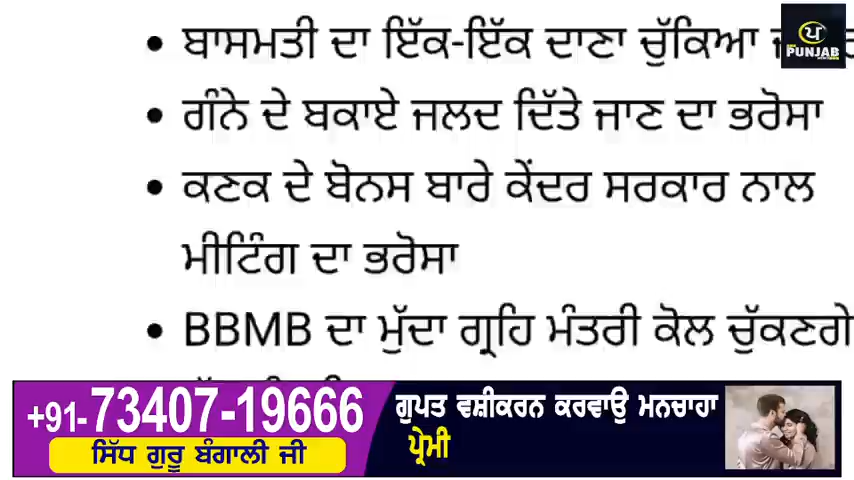 • ਬਾਸਮਤੀ ਦਾ ਇੱਕ-ਇੱਕ ਦਾਣਾ ਚੁੱਕਿਆ
ਪ
PUNJAB
• ਗੰਨੇ ਦੇ ਬਕਾਏ ਜਲਦ ਦਿੱਤੇ ਜਾਣ ਦਾ ਭਰੋਸਾ
• ਕਣਕ ਦੇ ਬੋਨਸ ਬਾਰੇ ਕੇਂਦਰ ਸਰਕਾਰ ਨਾਲ
ਮੀਟਿੰਗ ਦਾ ਭਰੋਸਾ
• BBMB ਦਾ ਮੁੱਦਾ ਗ੍ਰਹਿ ਮੰਤਰੀ ਕੋਲ ਚੁੱਕਣਗੇ
+91-73407-19666
ਸਿੱਧ ਗੁਰੂ ਬੰਗਾਲੀ ਜੀ
ਗੁਪਤ ਵਸ਼ੀਕਰਨ ਕਰਵਾਉ ਮਨਚਾਹਾ
ਪ੍ਰੇਮੀ